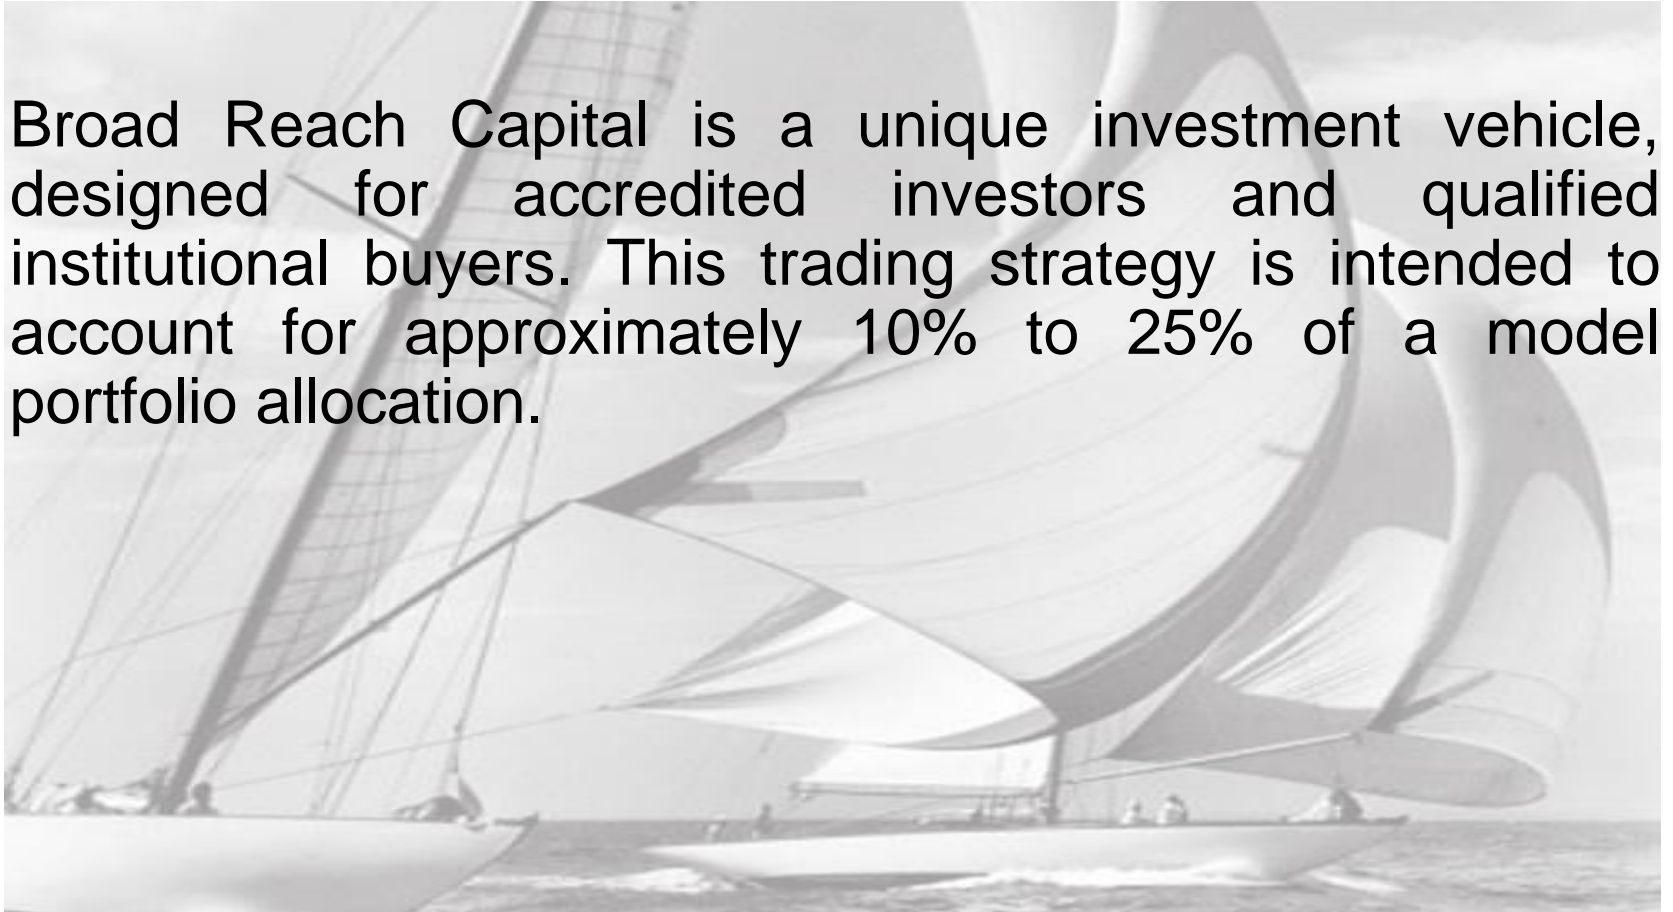 Broad Reach Capital is a unique investment vehicle,
designed for accredited investors and qualified
institutional buyers. This trading strategy is intended to
account for approximately 10% to 25% of a model
portfolio allocation.